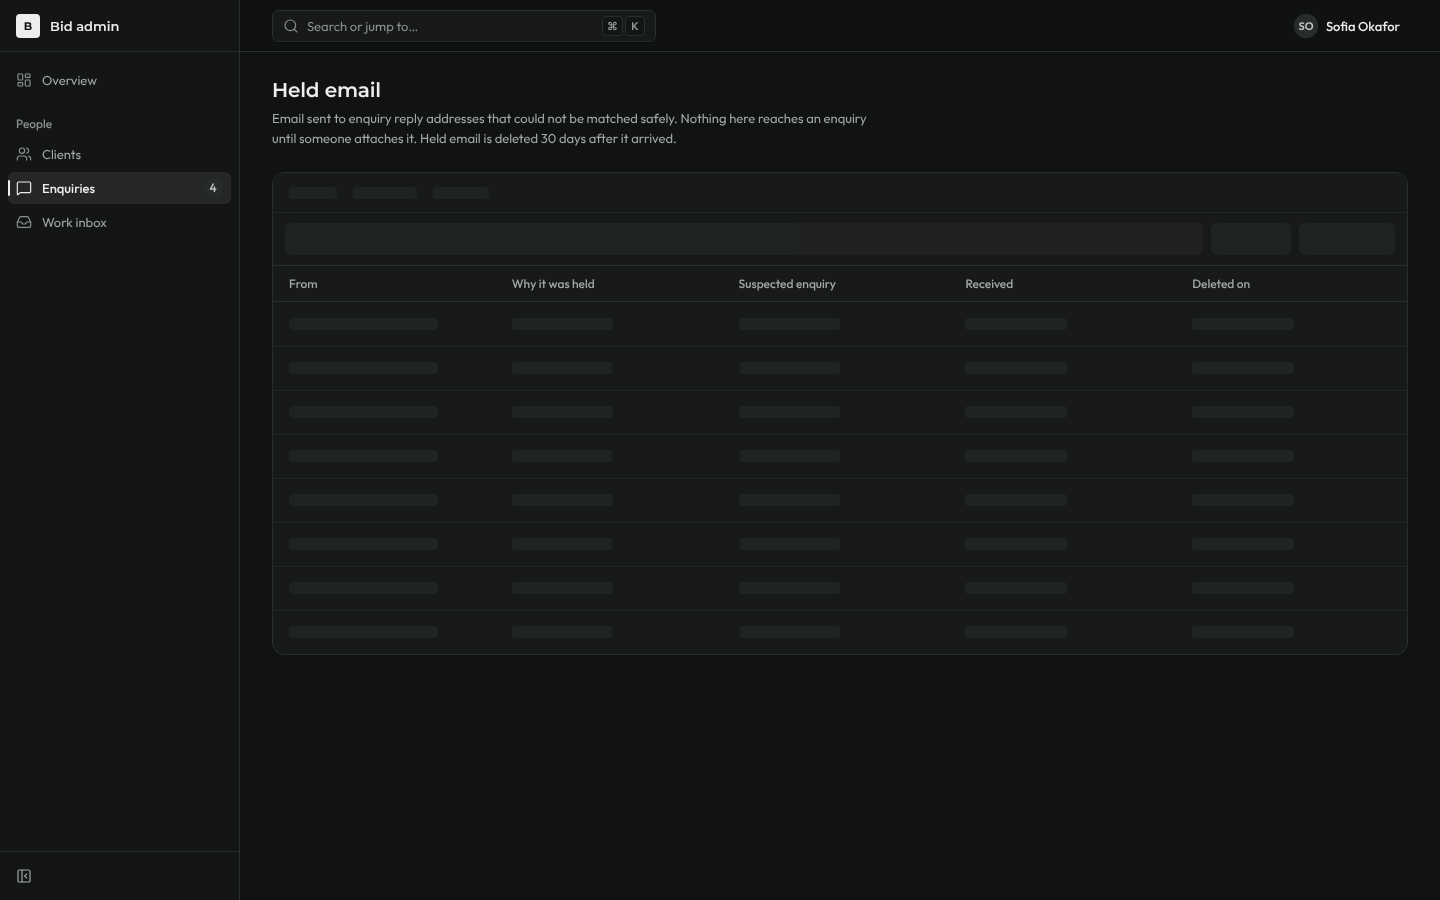 B Bid admin
Search or jump to... ⌘ K
SO Sofia Okafor
Overview
People
Clients
Enquiries 4
Work inbox
Held email
Email sent to enquiry reply addresses that could not be matched safely. Nothing here reaches an enquiry
until someone attaches it. Held email is deleted 30 days after it arrived.
From Why it was held Suspected enquiry Received Deleted on